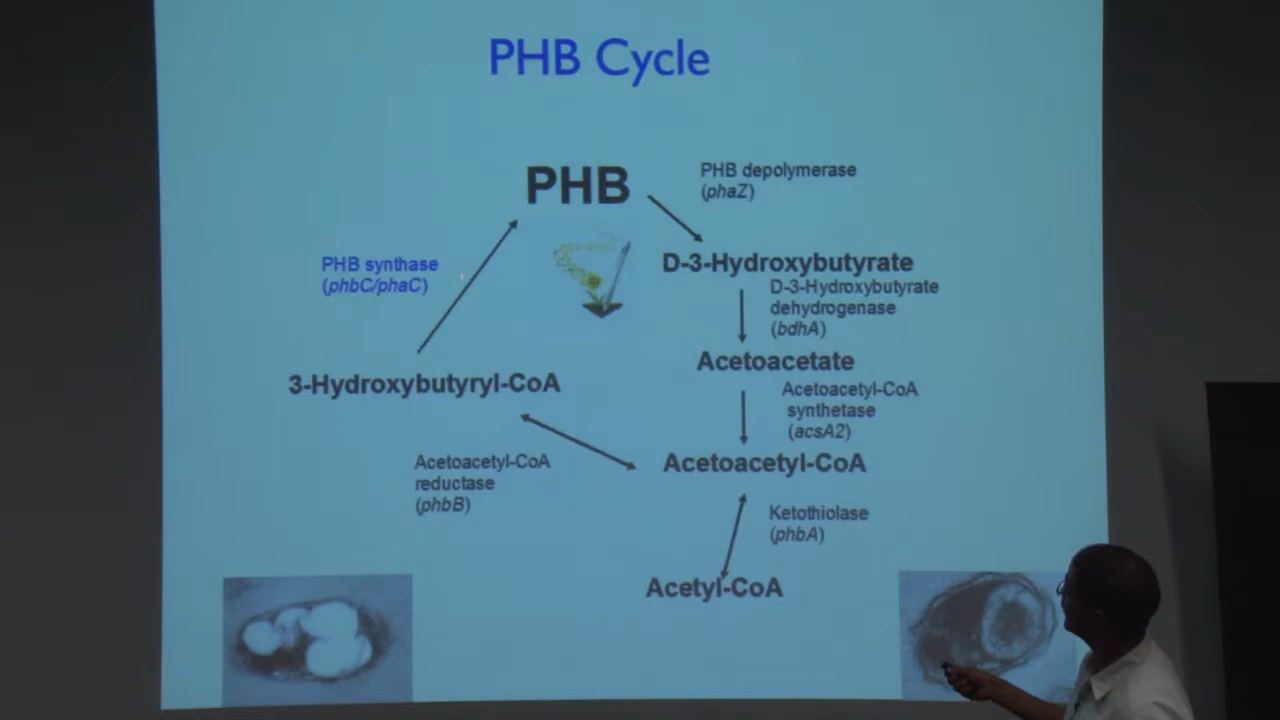 PHB Cycle
PHB
PHB depolymerase
(phaZ)
D-3-Hydroxybutyrate
D-3-Hydroxybutyrate
dehydrogenase
(bdhA)
PHB synthase
(phbC/phaC)
Acetoacetate
3-Hydroxybutyryl-CoA
Acetoacetyl-CoA
synthetase
(acsA2)
Acetoacetyl-CoA
Acetoacetyl-CoA
reductase
(phbB)
Ketothiolase
(phbA)
Acetyl-CoA